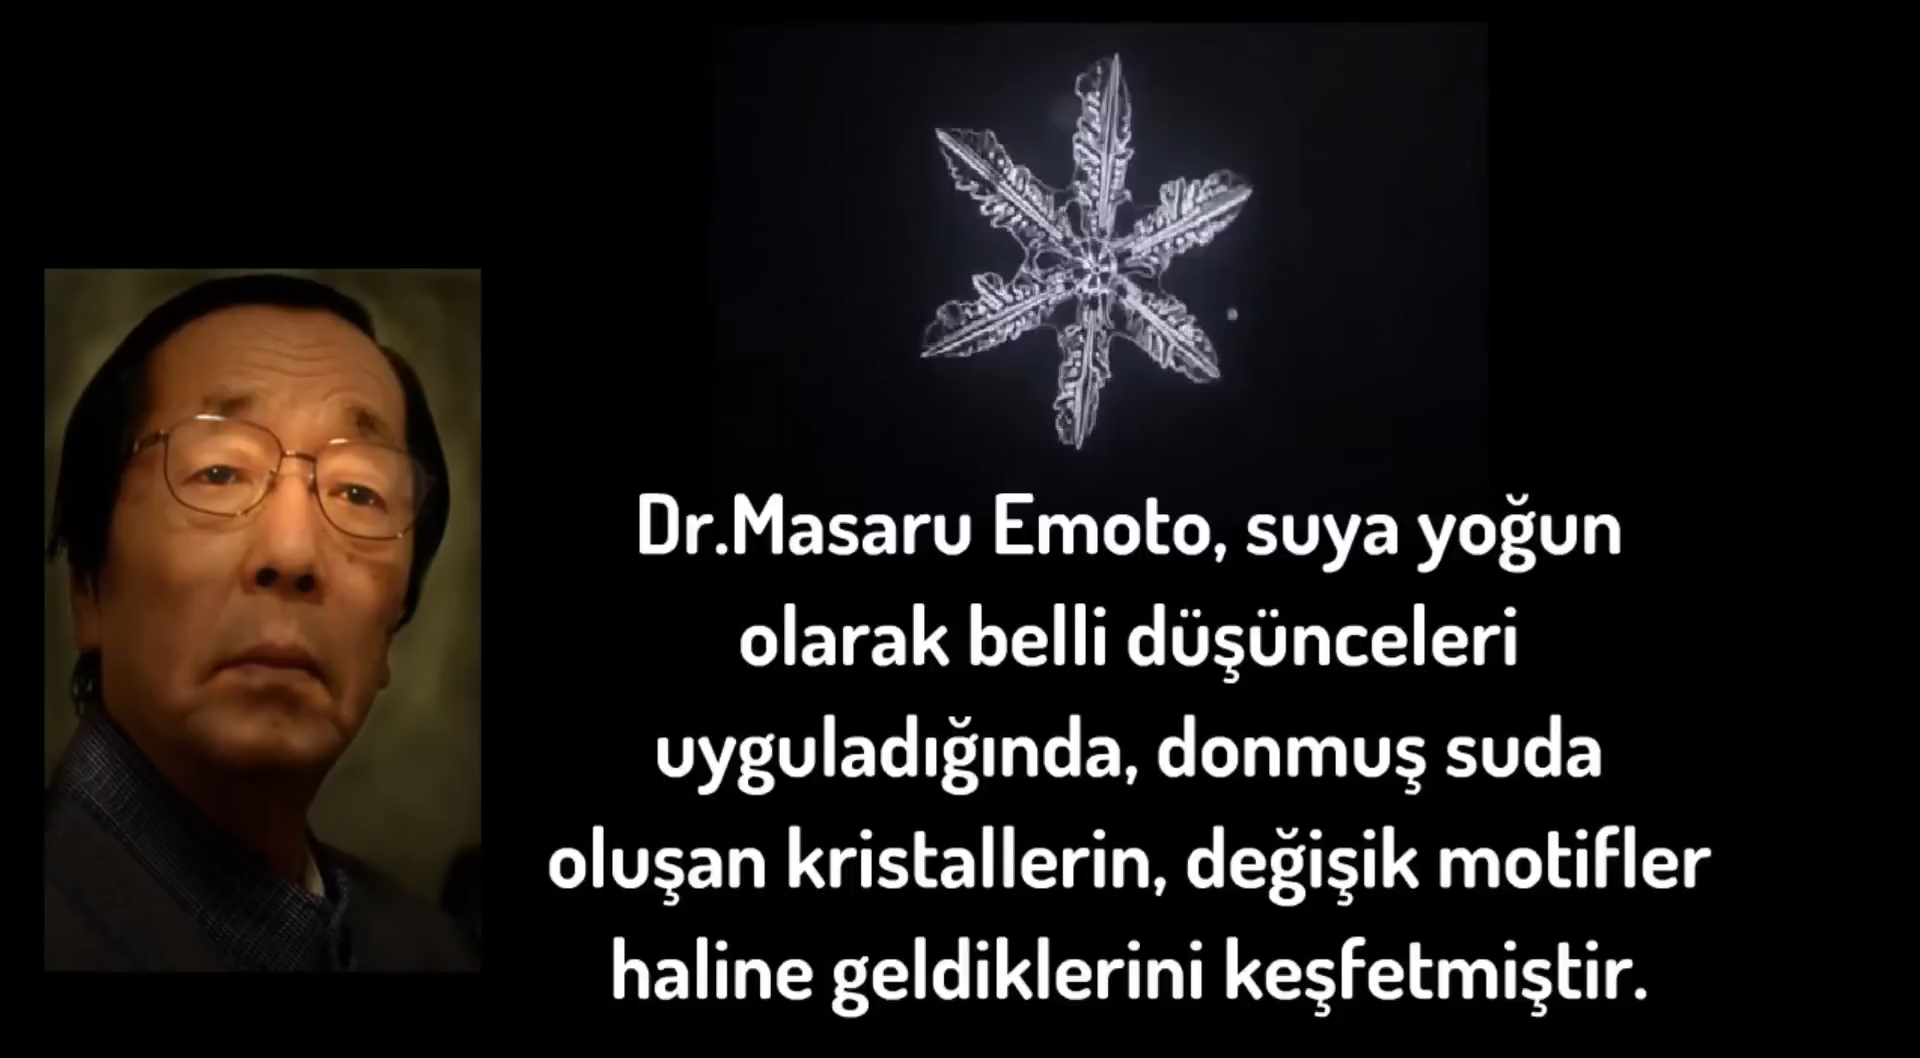 Dr.Masaru Emoto, suya yoğun
olarak belli düşünceleri
uyguladığında, donmuş suda
oluşan kristallerin, değişik motifler
haline geldiklerini keşfetmiştir.